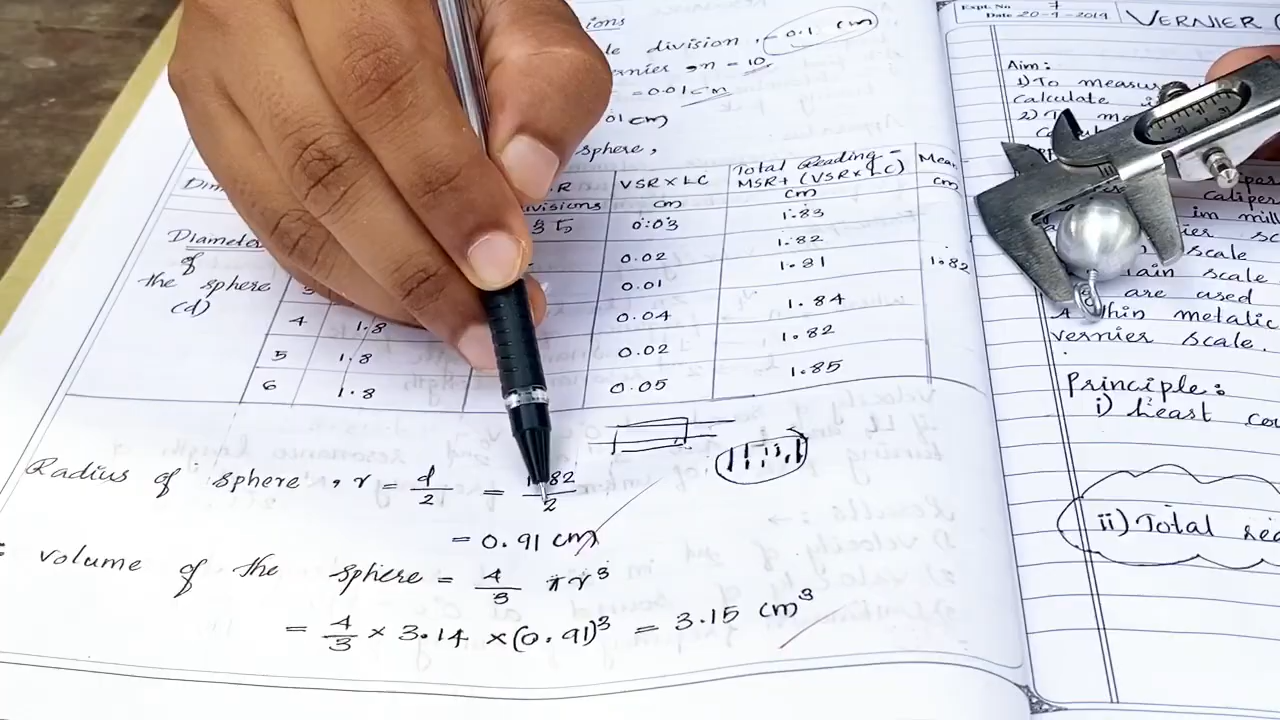 ions
le division, = 0.1 cm
rnier, n = 10
= 0.01 cm
01 cm
sphere,
VSR × LC
cm
Total Reading =
MSR + (VSR × LC)
cm
Mean
cm
ivisions
0.03
1.83
0.02
1.82
0.01
1.81
1.82
Diameter
of
the sphere
(d)
4 1.8 0.04 1.84
5 1.8 0.02 1.82
6 1.8 0.05 1.85
Radius of sphere, r = d/2 = 1.82/2
= 0.91 cm
volume of the sphere = 4/3 πr³
= 4/3 × 3.14 × (0.91)³ = 3.15 cm³
Expt. No 7
Date 20-9-2019
VERNIER C
Aim:
1) To measur
calculate i
2) To m
caliper
in mill
ier sc
scale
ain scale
are used
A thin metalic
vernier scale.
Principle:
i) Least co
ii) Total rea